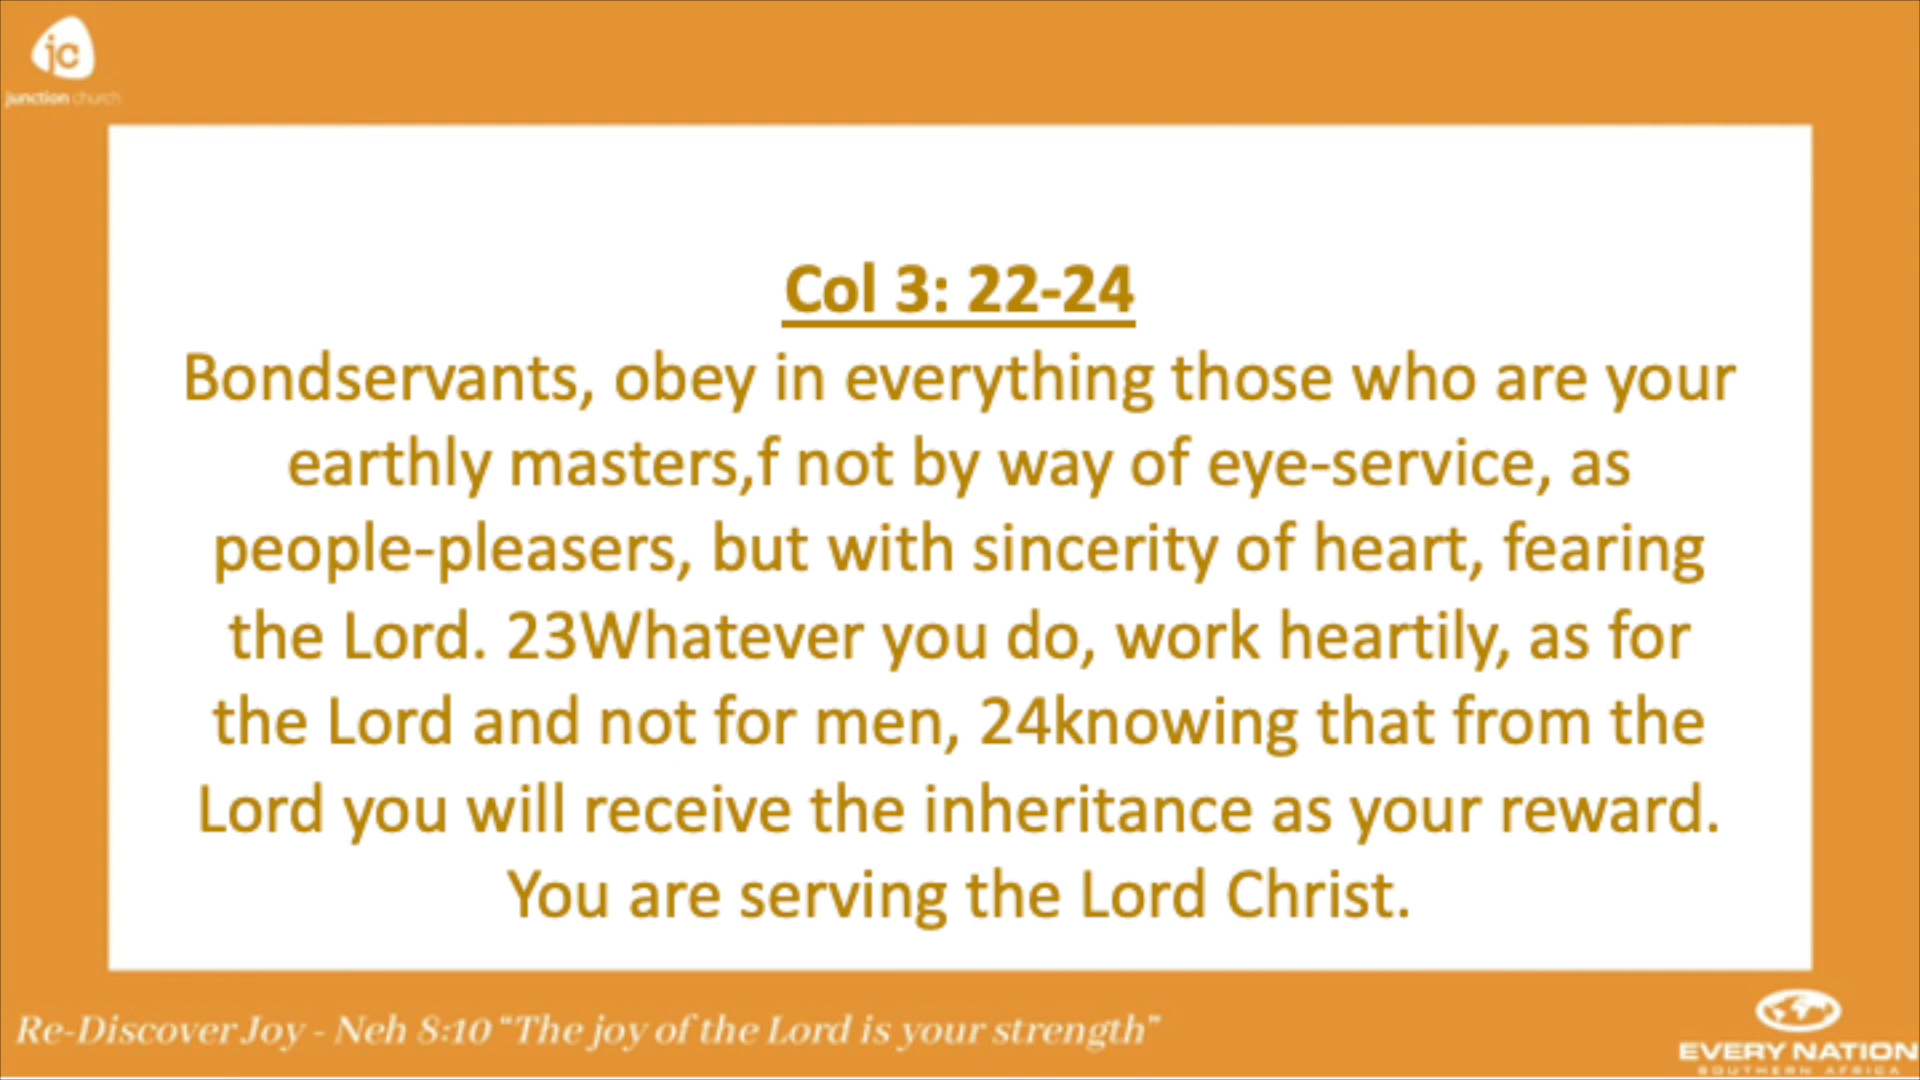 jc
junction church
Col 3: 22-24
Bondservants, obey in everything those who are your
earthly masters,f not by way of eye-service, as
people-pleasers, but with sincerity of heart, fearing
the Lord. 23Whatever you do, work heartily, as for
the Lord and not for men, 24knowing that from the
Lord you will receive the inheritance as your reward.
You are serving the Lord Christ.
Re-Discover Joy - Neh 8:10 "The joy of the Lord is your strength"
EVERY NATION
SOUTHERN AFRICA